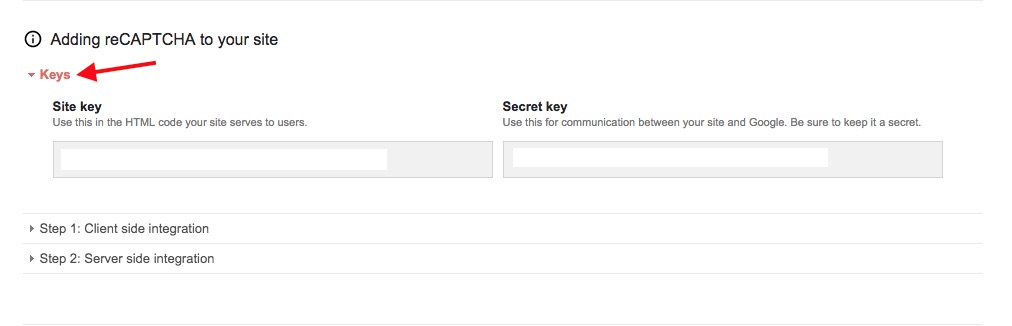 Adding reCAPTCHA to your site
Keys
Site key
Use this in the HTML code your site serves to users.
Secret key
Use this for communication between your site and Google. Be sure to keep it a secret.
Step 1: Client side integration
Step 2: Server side integration